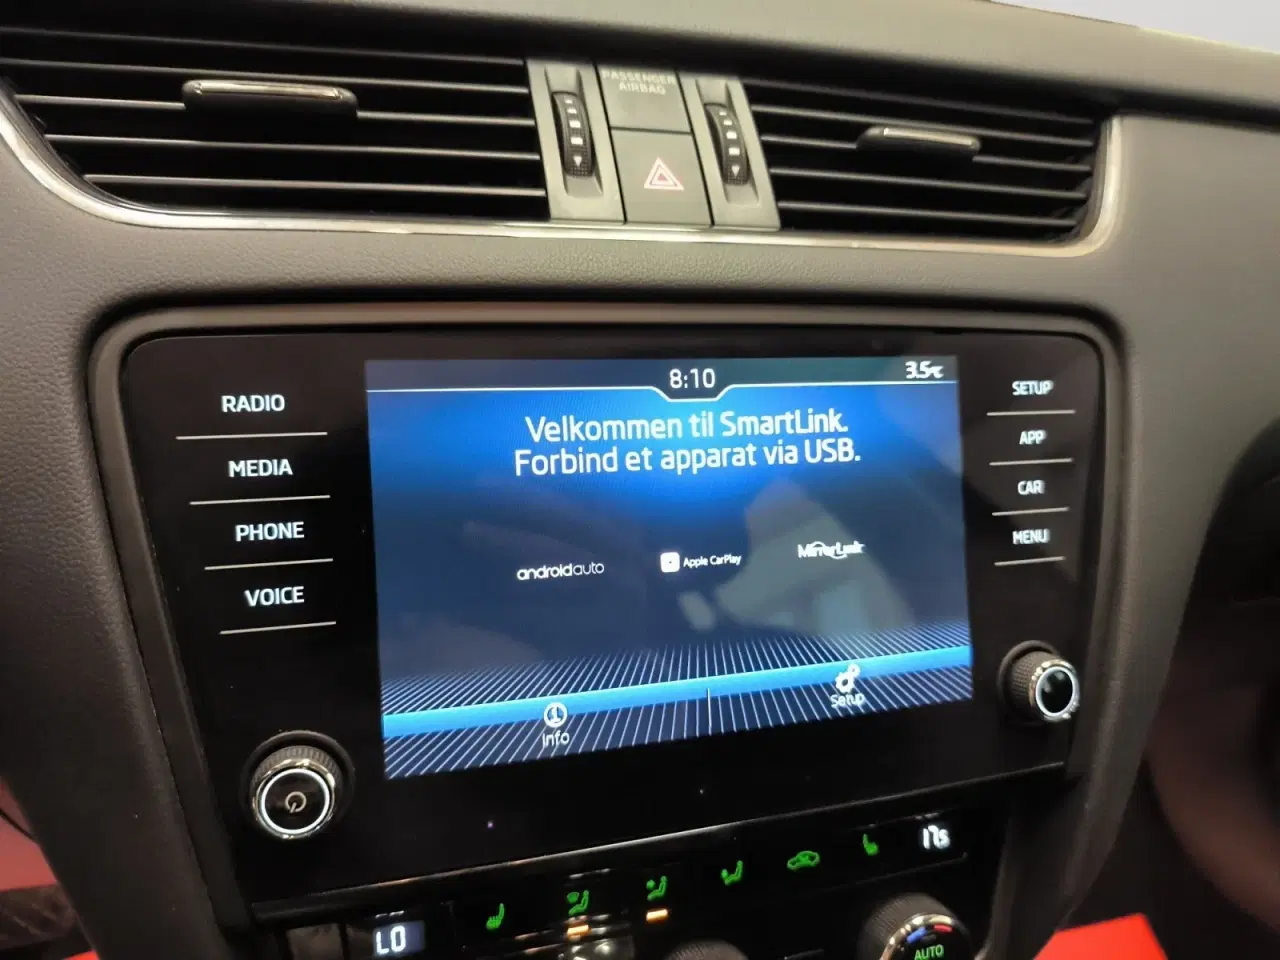 PASSENGER
AIRBAG
8:10
3.5°C
RADIO
MEDIA
PHONE
VOICE
Velkommen til SmartLink.
Forbind et apparat via USB.
androidauto
Apple CarPlay
MirrorLink
Info
Setup
SETUP
APP
CAR
MENU
LO
AUTO